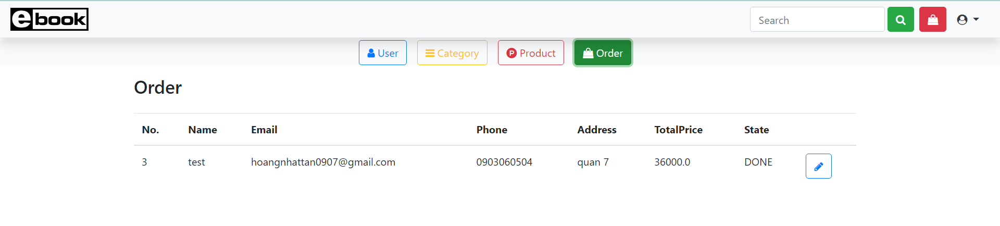 ebook
Search
User Category Product Order
Order
No. Name Email Phone Address TotalPrice State
3 test hoangnhattan0907@gmail.com 0903060504 quan 7 36000.0 DONE